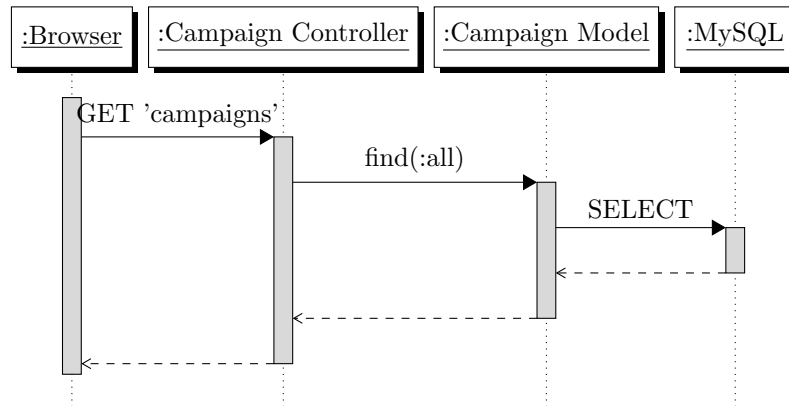 :Browser
:Campaign Controller
:Campaign Model
:MySQL
GET 'campaigns'
find(:all)
SELECT